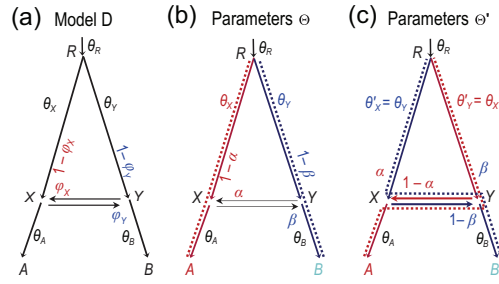 (a) Model D
θR
R
θX
θY
1–φX
1–φY
φX
X
Y
φY
θA
θB
A
B
(b) Parameters Θ
θR
R
θX
θY
1–α
1–β
α
X
Y
β
θA
θB
A
B
(c) Parameters Θ'
θR
R
θ'X = θY
θ'Y = θX
α
β
1–α
X
Y
1–β
θA
θB
A
B